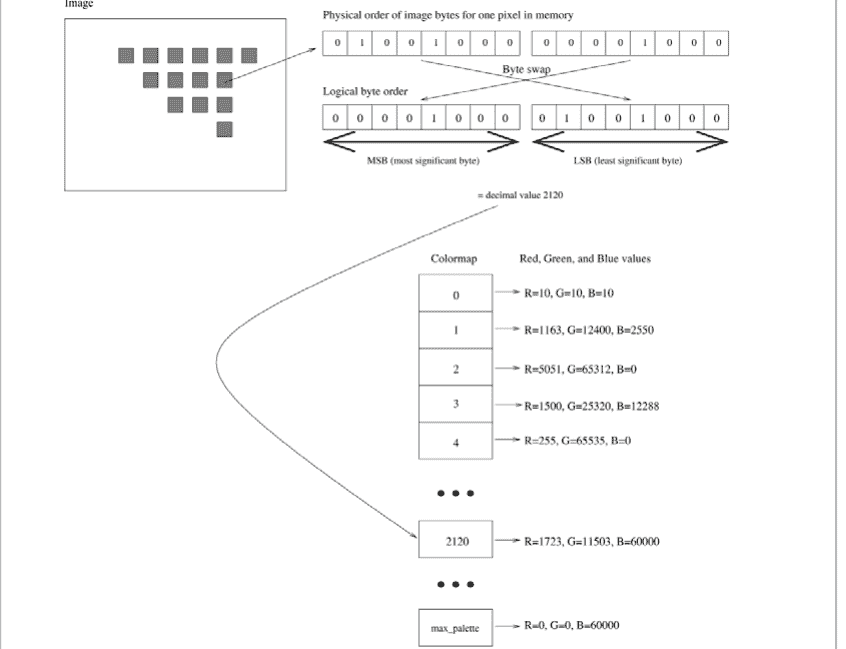 Image
Physical order of image bytes for one pixel in memory
0 1 0 0 1 0 0 0 0 0 0 0 1 0 0 0
Byte swap
Logical byte order
0 0 0 0 1 0 0 0 0 1 0 0 1 0 0 0
MSB (most significant byte) LSB (least significant byte)
= decimal value 2120
Colormap Red, Green, and Blue values
0 R=10, G=10, B=10
1 R=1163, G=12400, B=2550
2 R=5051, G=65312, B=0
3 R=1500, G=25320, B=12288
4 R=255, G=65535, B=0
2120 R=1723, G=11503, B=60000
max_palette R=0, G=0, B=60000